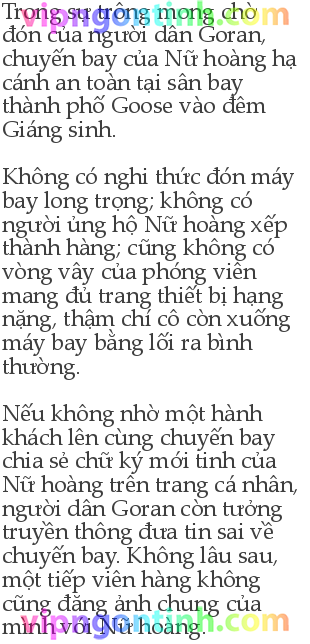 Trong sự trông mong chờ
đón của người dân Goran,
chuyến bay của Nữ hoàng hạ
cánh an toàn tại sân bay
thành phố Goose vào đêm
Giáng sinh.
Không có nghi thức đón máy
bay long trọng; không có
người ủng hộ Nữ hoàng xếp
thành hàng; cũng không có
vòng vây của phóng viên
mang đủ trang thiết bị hạng
nặng, thậm chí cô còn xuống
máy bay bằng lối ra bình
thường.
Nếu không nhờ một hành
khách lên cùng chuyến bay
chia sẻ chữ ký mới tinh của
Nữ hoàng trên trang cá nhân,
người dân Goran còn tưởng
truyền thông đưa tin sai về
chuyến bay. Không lâu sau,
một tiếp viên hàng không
cũng đăng ảnh chung của
mình với Nữ hoàng.
vipngontinh.com
vipngontinh.com